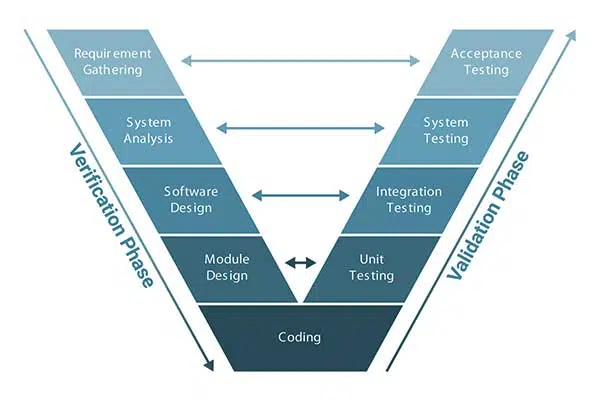 Requirement
Gathering
Acceptance
Testing
System
Analysis
System
Testing
Software
Design
Integration
Testing
Module
Design
Unit
Testing
Coding
Verification Phase
Validation Phase